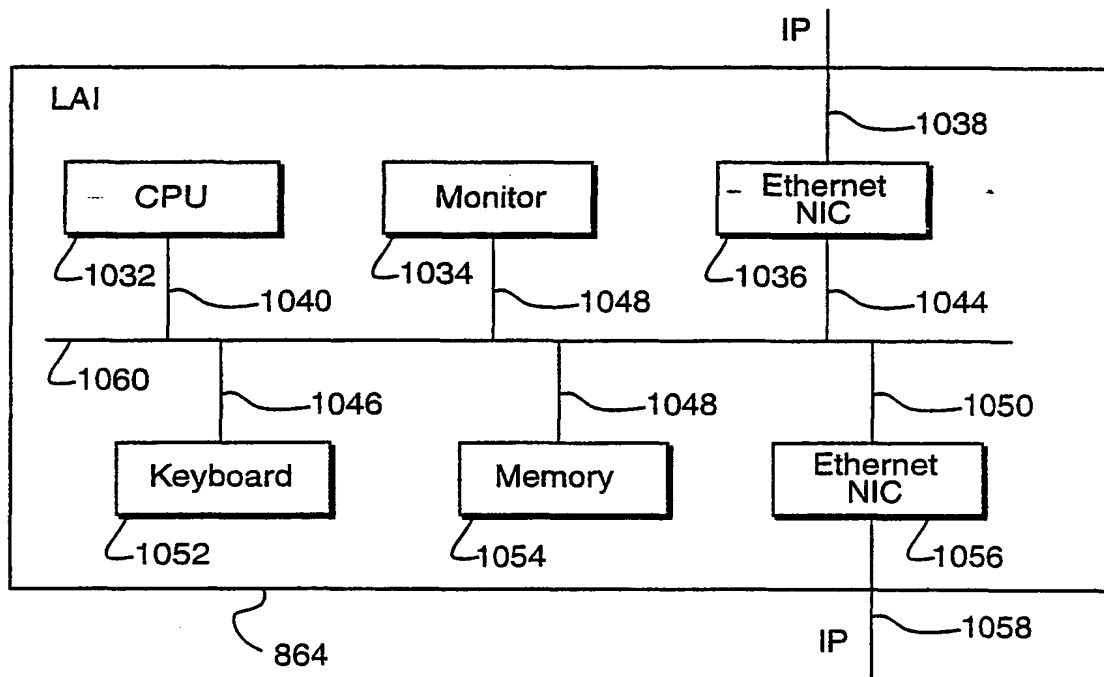 IP
LAI
1038
CPU
Monitor
Ethernet
NIC
1032
1034
1036
1040
1048
1044
1060
1046
1048
1050
Keyboard
Memory
Ethernet
NIC
1052
1054
1056
864
IP
1058